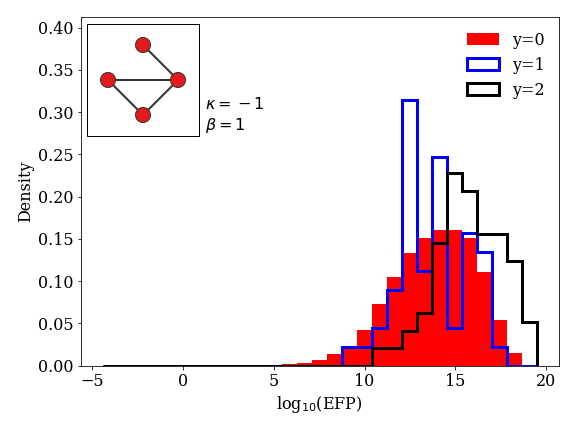 0.40
0.35
0.30
0.25
0.20
0.15
0.10
0.05
0.00
Density
κ = −1
β = 1
y=0
y=1
y=2
−5 0 5 10 15 20
log₁₀(EFP)